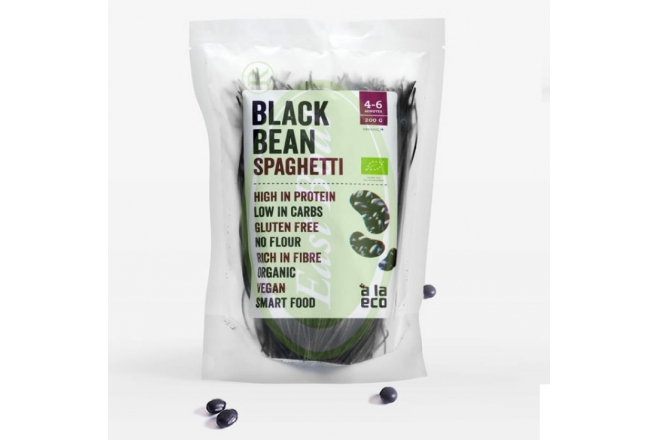 BLACK
BEAN
SPAGHETTI
4-6
MINUTES
200 G
HIGH IN PROTEIN
LOW IN CARBS
GLUTEN FREE
NO FLOUR
RICH IN FIBRE
ORGANIC
VEGAN
SMART FOOD
à la
eco